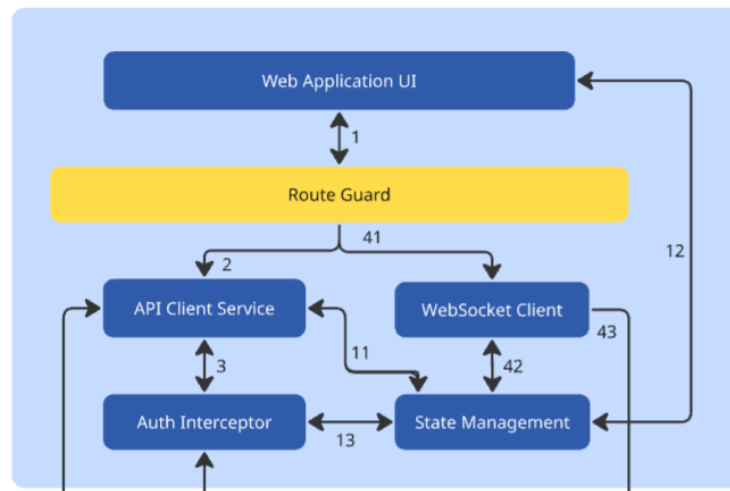 Web Application UI
1
Route Guard
41
2
12
API Client Service
WebSocket Client
43
11
3
42
Auth Interceptor
State Management
13